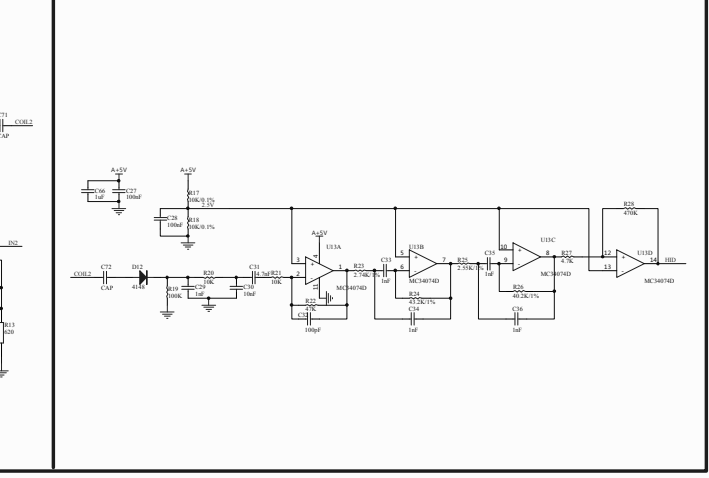 C71
COIL2
CAP
IN2
R13
620
A+5V
C66
1uF
C27
100nF
A+5V
R17
10K/0.1%
2.5V
C28
100nF
R18
10K/0.1%
COIL2
C72
CAP
D12
4148
R19
100K
C29
1nF
R20
10K
C30
10nF
C31
4.7nF
R21
10K
A+5V
U13A
3
2
4
11
1
MC34074D
R22
47K
C32
100pF
R23
2.74K/1%
C33
1nF
U13B
5
6
7
MC34074D
R24
43.2K/1%
C34
1nF
R25
2.55K/1%
C35
1nF
U13C
10
9
8
MC34074D
R26
40.2K/1%
C36
1nF
R27
4.7K
R28
470K
U13D
12
13
14
HID
MC34074D